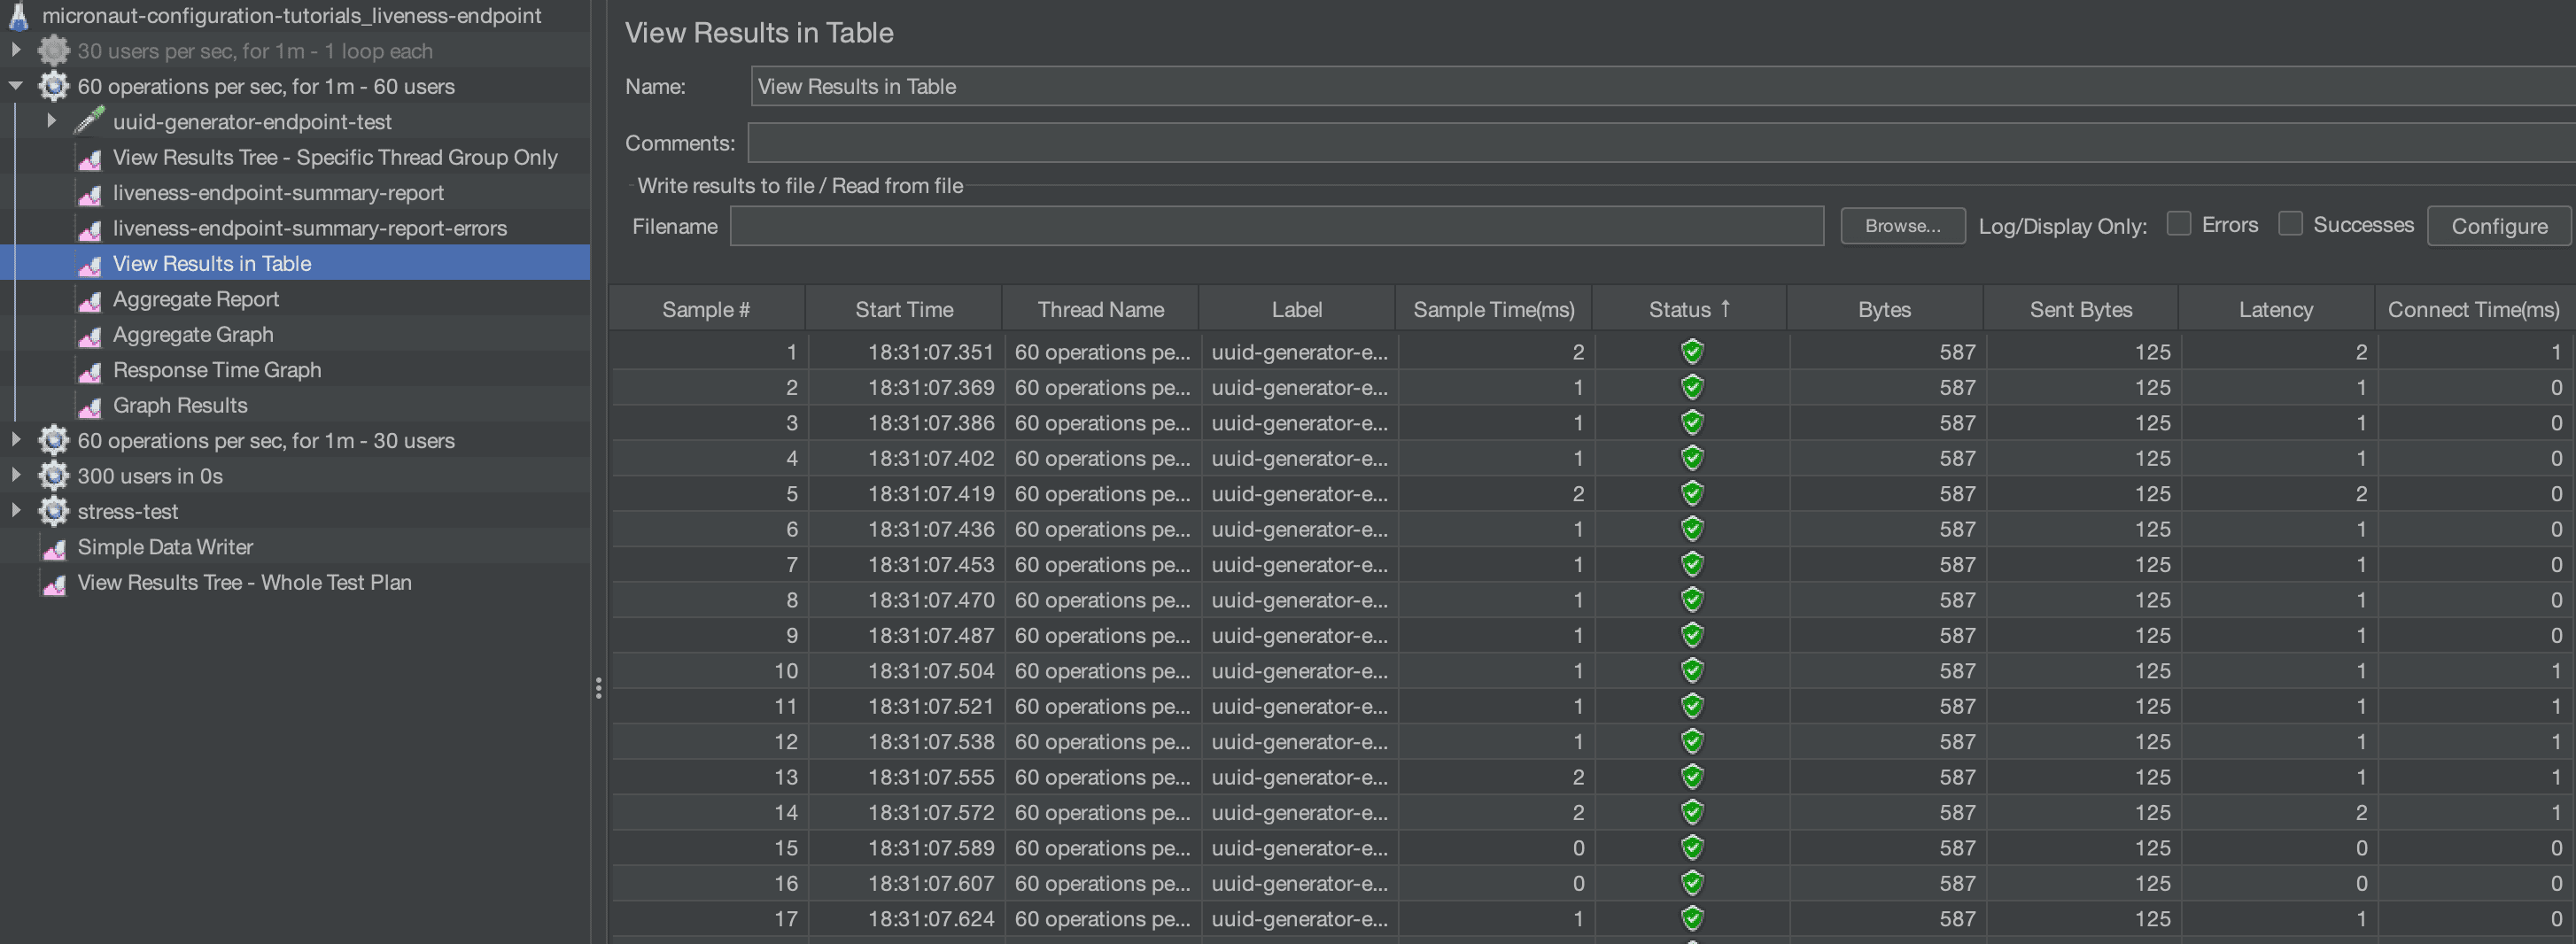 micronaut-configuration-tutorials_liveness-endpoint
30 users per sec, for 1m - 1 loop each
60 operations per sec, for 1m - 60 users
uuid-generator-endpoint-test
View Results Tree - Specific Thread Group Only
liveness-endpoint-summary-report
liveness-endpoint-summary-report-errors
View Results in Table
Aggregate Report
Aggregate Graph
Response Time Graph
Graph Results
60 operations per sec, for 1m - 30 users
300 users in 0s
stress-test
Simple Data Writer
View Results Tree - Whole Test Plan
View Results in Table
Name: View Results in Table
Comments:
Write results to file / Read from file
Filename Browse... Log/Display Only: Errors Successes Configure
Sample # Start Time Thread Name Label Sample Time(ms) Status ↑ Bytes Sent Bytes Latency Connect Time(ms)
1 18:31:07.351 60 operations pe... uuid-generator-e... 2 587 125 2 1
2 18:31:07.369 60 operations pe... uuid-generator-e... 1 587 125 1 0
3 18:31:07.386 60 operations pe... uuid-generator-e... 1 587 125 1 0
4 18:31:07.402 60 operations pe... uuid-generator-e... 1 587 125 1 0
5 18:31:07.419 60 operations pe... uuid-generator-e... 2 587 125 2 0
6 18:31:07.436 60 operations pe... uuid-generator-e... 1 587 125 1 0
7 18:31:07.453 60 operations pe... uuid-generator-e... 1 587 125 1 0
8 18:31:07.470 60 operations pe... uuid-generator-e... 1 587 125 1 0
9 18:31:07.487 60 operations pe... uuid-generator-e... 1 587 125 1 0
10 18:31:07.504 60 operations pe... uuid-generator-e... 1 587 125 1 1
11 18:31:07.521 60 operations pe... uuid-generator-e... 1 587 125 1 1
12 18:31:07.538 60 operations pe... uuid-generator-e... 1 587 125 1 1
13 18:31:07.555 60 operations pe... uuid-generator-e... 2 587 125 1 1
14 18:31:07.572 60 operations pe... uuid-generator-e... 2 587 125 2 1
15 18:31:07.589 60 operations pe... uuid-generator-e... 0 587 125 0 0
16 18:31:07.607 60 operations pe... uuid-generator-e... 0 587 125 0 0
17 18:31:07.624 60 operations pe... uuid-generator-e... 1 587 125 1 0